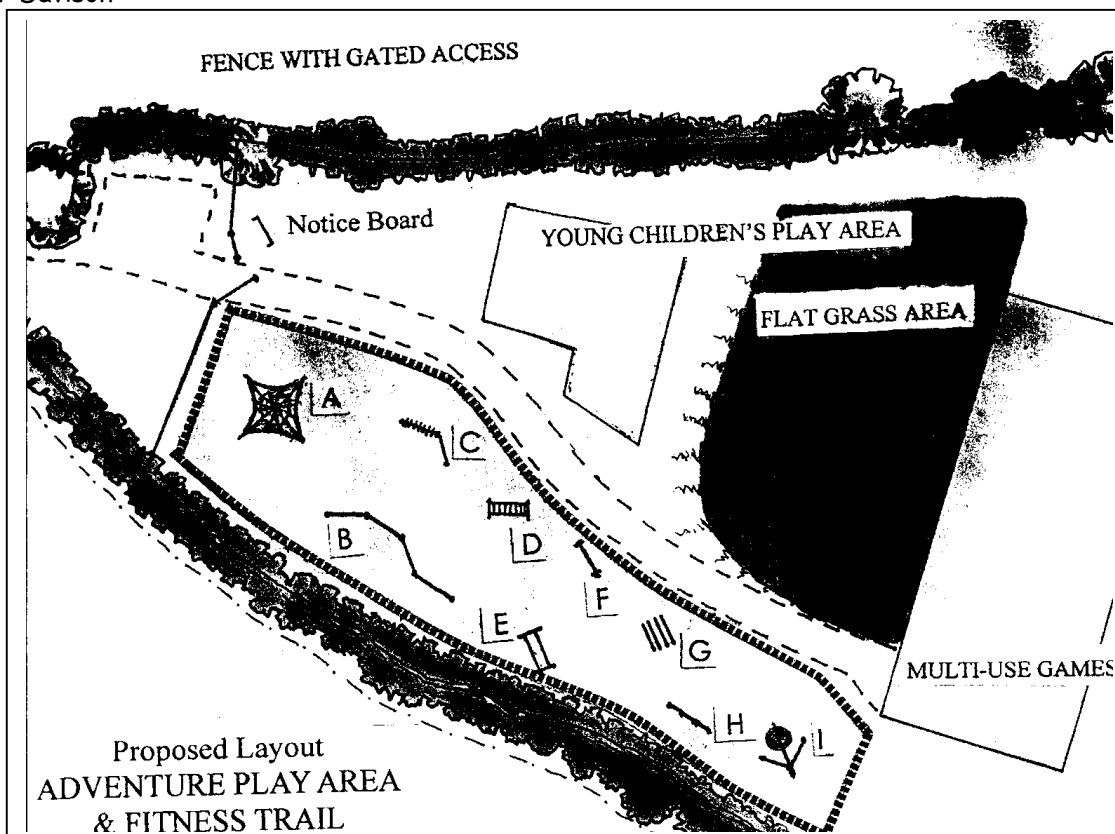 FENCE WITH GATED ACCESS
Notice Board
YOUNG CHILDREN'S PLAY AREA
FLAT GRASS AREA
A
C
B
D
F
E
G
MULTI-USE GAMES
H
Proposed Layout
ADVENTURE PLAY AREA
& FITNESS TRAIL